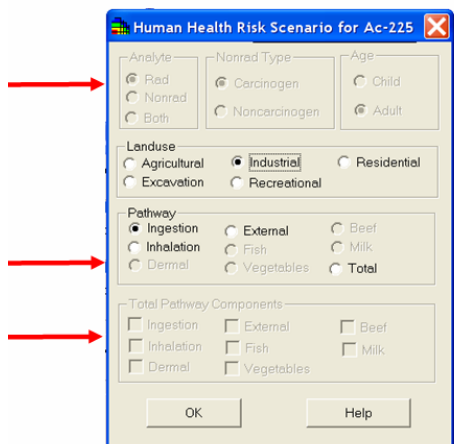 Human Health Risk Scenario for Ac-225
Analyte
Rad
Nonrad
Both
Nonrad Type
Carcinogen
Noncarcinogen
Age
Child
Adult
Landuse
Agricultural Industrial Residential
Excavation Recreational
Pathway
Ingestion External Beef
Inhalation Fish Milk
Dermal Vegetables Total
Total Pathway Components
Ingestion External Beef
Inhalation Fish Milk
Dermal Vegetables
OK Help